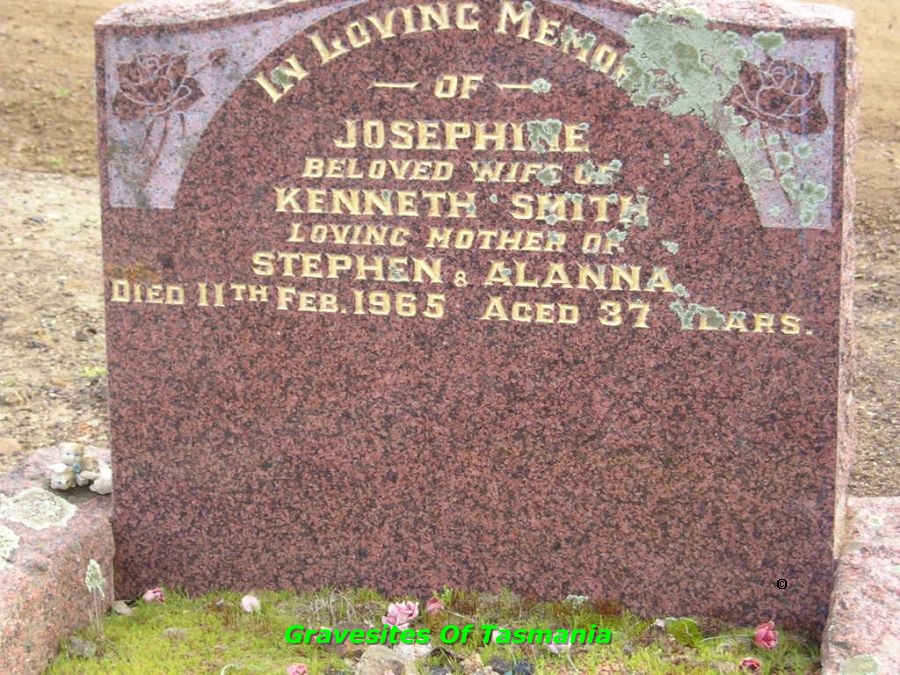 In Loving Memory
— OF —
JOSEPHINE
BELOVED WIFE OF
KENNETH SMITH
LOVING MOTHER OF
STEPHEN & ALANNA
DIED 11TH FEB. 1965 AGED 37 YEARS.
©
Gravesites Of Tasmania